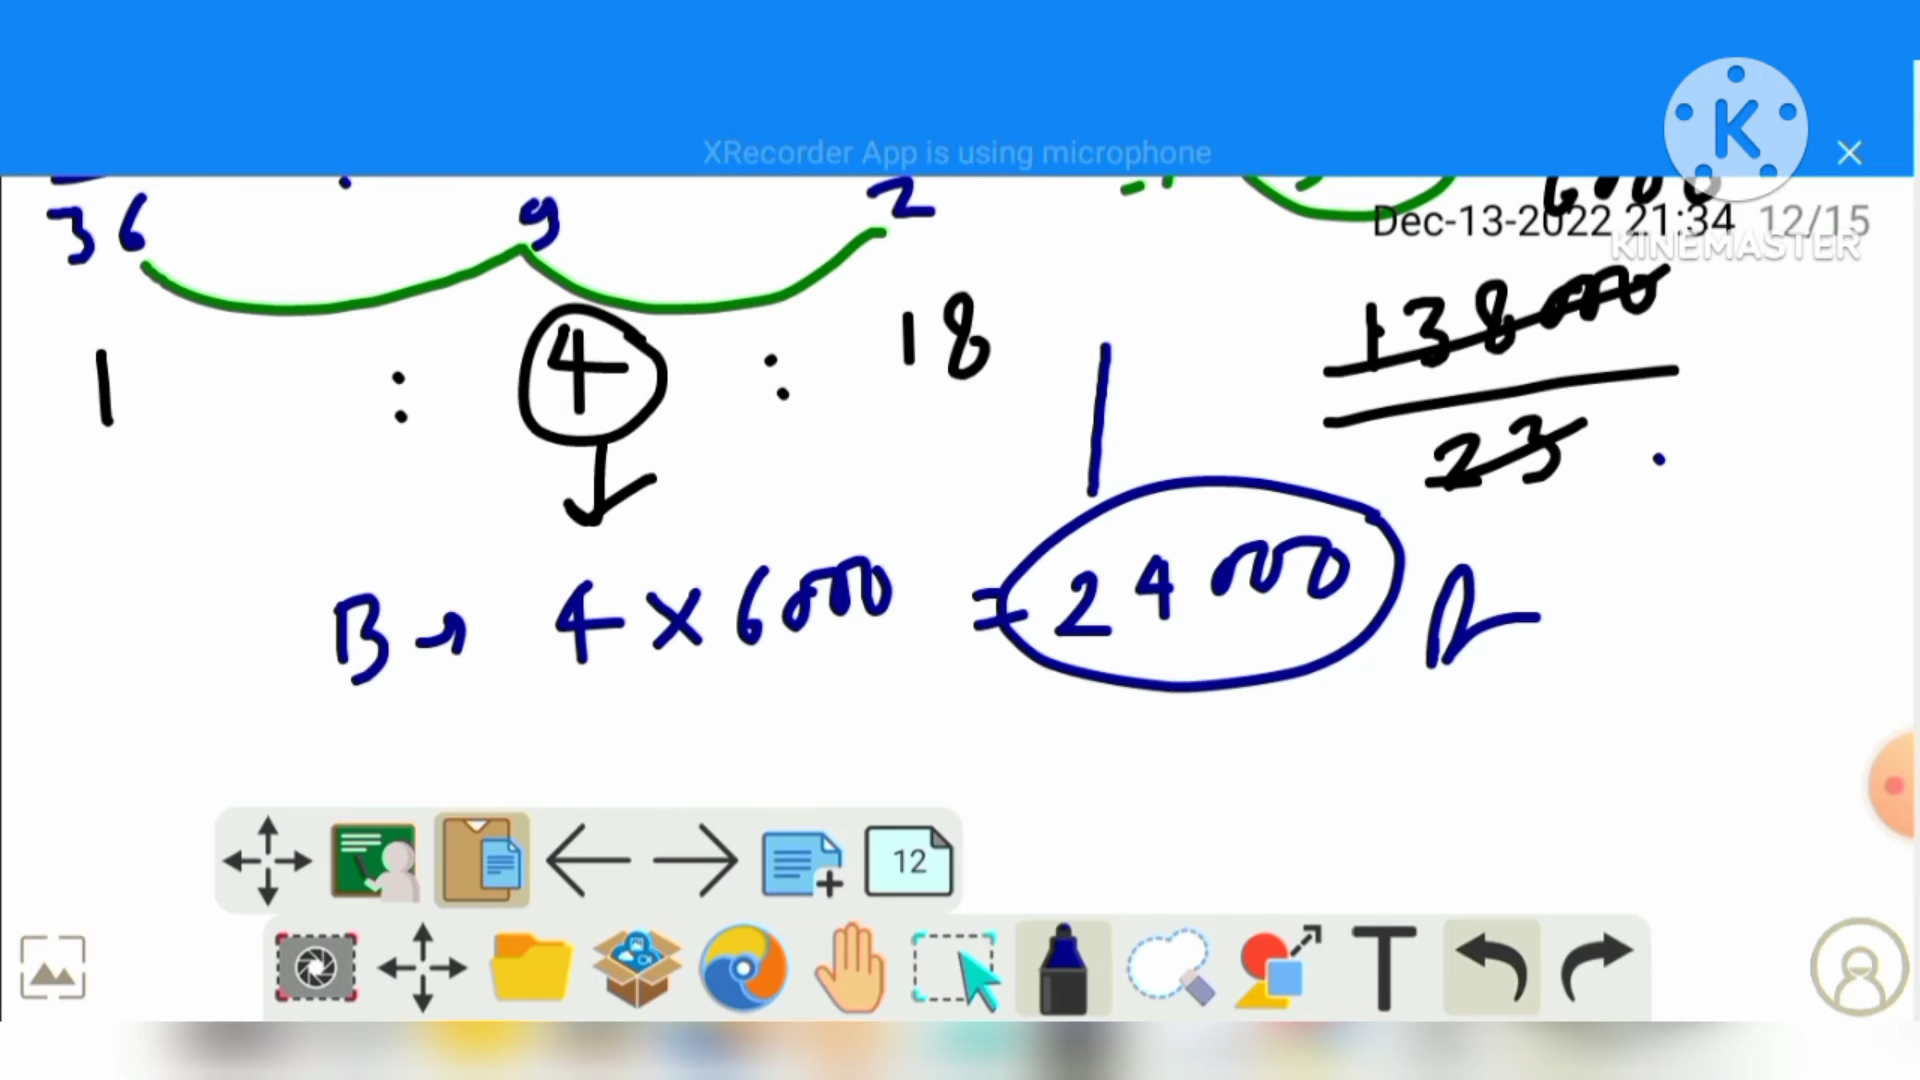 XRecorder App is using microphone
K
Dec-13-2022 21:34 12/15
KINEMASTER
36 9 2 6000
1 : 4 : 18
138000
23
B → 4 × 6000 = 24000
12
T